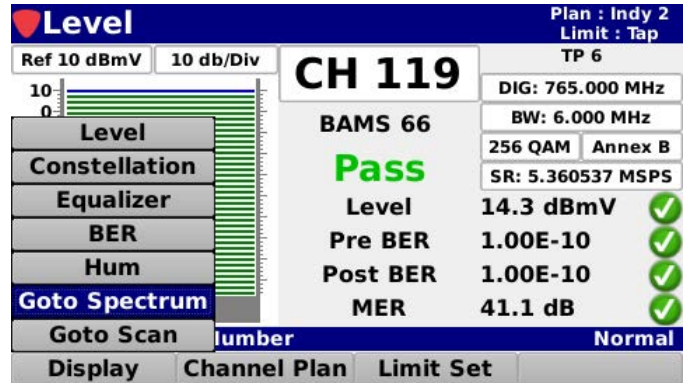 Level
Plan : Indy 2
Limit : Tap
Ref 10 dBmV
10 db/Div
CH 119
TP 6
DIG: 765.000 MHz
10
0
BAMS 66
BW: 6.000 MHz
256 QAM
Annex B
Pass
SR: 5.360537 MSPS
Level 14.3 dBmV
Pre BER 1.00E-10
Post BER 1.00E-10
MER 41.1 dB
Level
Constellation
Equalizer
BER
Hum
Goto Spectrum
Goto Scan
Number
Normal
Display
Channel Plan
Limit Set